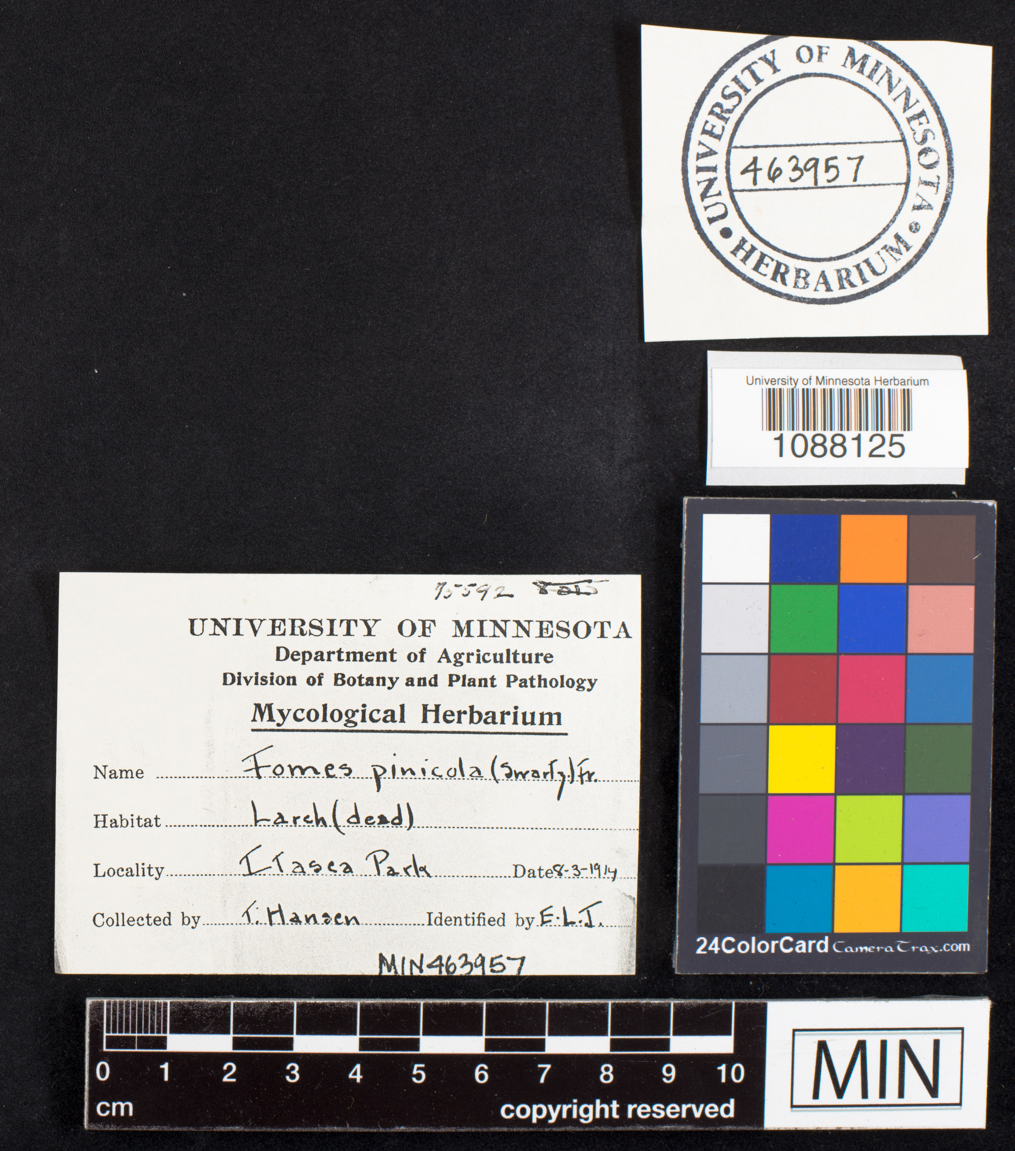 UNIVERSITY OF MINNESOTA
463957
HERBARIUM
University of Minnesota Herbarium
1088125
75592
UNIVERSITY OF MINNESOTA
Department of Agriculture
Division of Botany and Plant Pathology
Mycological Herbarium
Name Fomes pinicola (Swartz.) Fr.
Habitat Larch (dead)
Locality Itasca Park Date 8-3-1914
Collected by T. Hansen Identified by E.L.J.
MIN463957
24ColorCard CameraTrax.com
0 1 2 3 4 5 6 7 8 9 10
cm copyright reserved
MIN